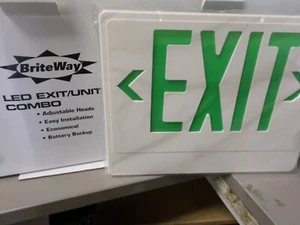 BriteWay
LED EXIT/UNIT
COMBO
• Adjustable Heads
• Easy Installation
• Economical
• Battery Backup
EXIT